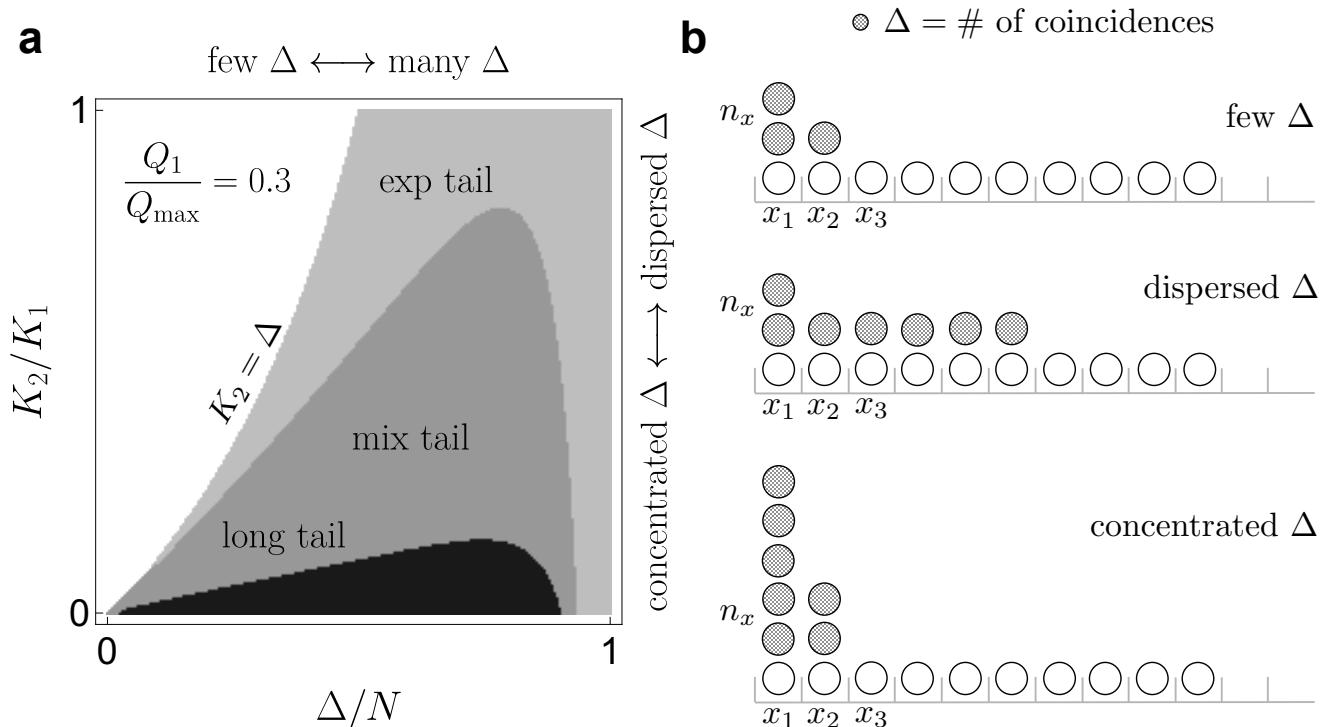 a
few Δ ⟷ many Δ
1
Q₁/Q_max = 0.3
exp tail
K₂ = Δ
mix tail
long tail
0
0
1
K₂/K₁
Δ/N
concentrated Δ ⟷ dispersed Δ
b
Δ = # of coincidences
n_x
few Δ
x₁ x₂ x₃
n_x
dispersed Δ
x₁ x₂ x₃
concentrated Δ
n_x
x₁ x₂ x₃